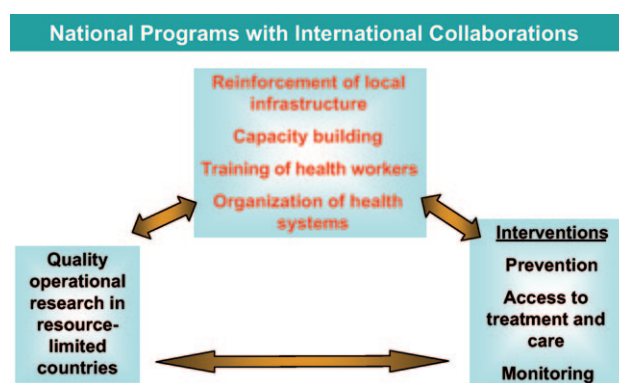 National Programs with International Collaborations
Reinforcement of local
infrastructure
Capacity building
Training of health workers
Organization of health
systems
Quality
operational
research in
resource-
limited
countries
Interventions
Prevention
Access to
treatment and
care
Monitoring